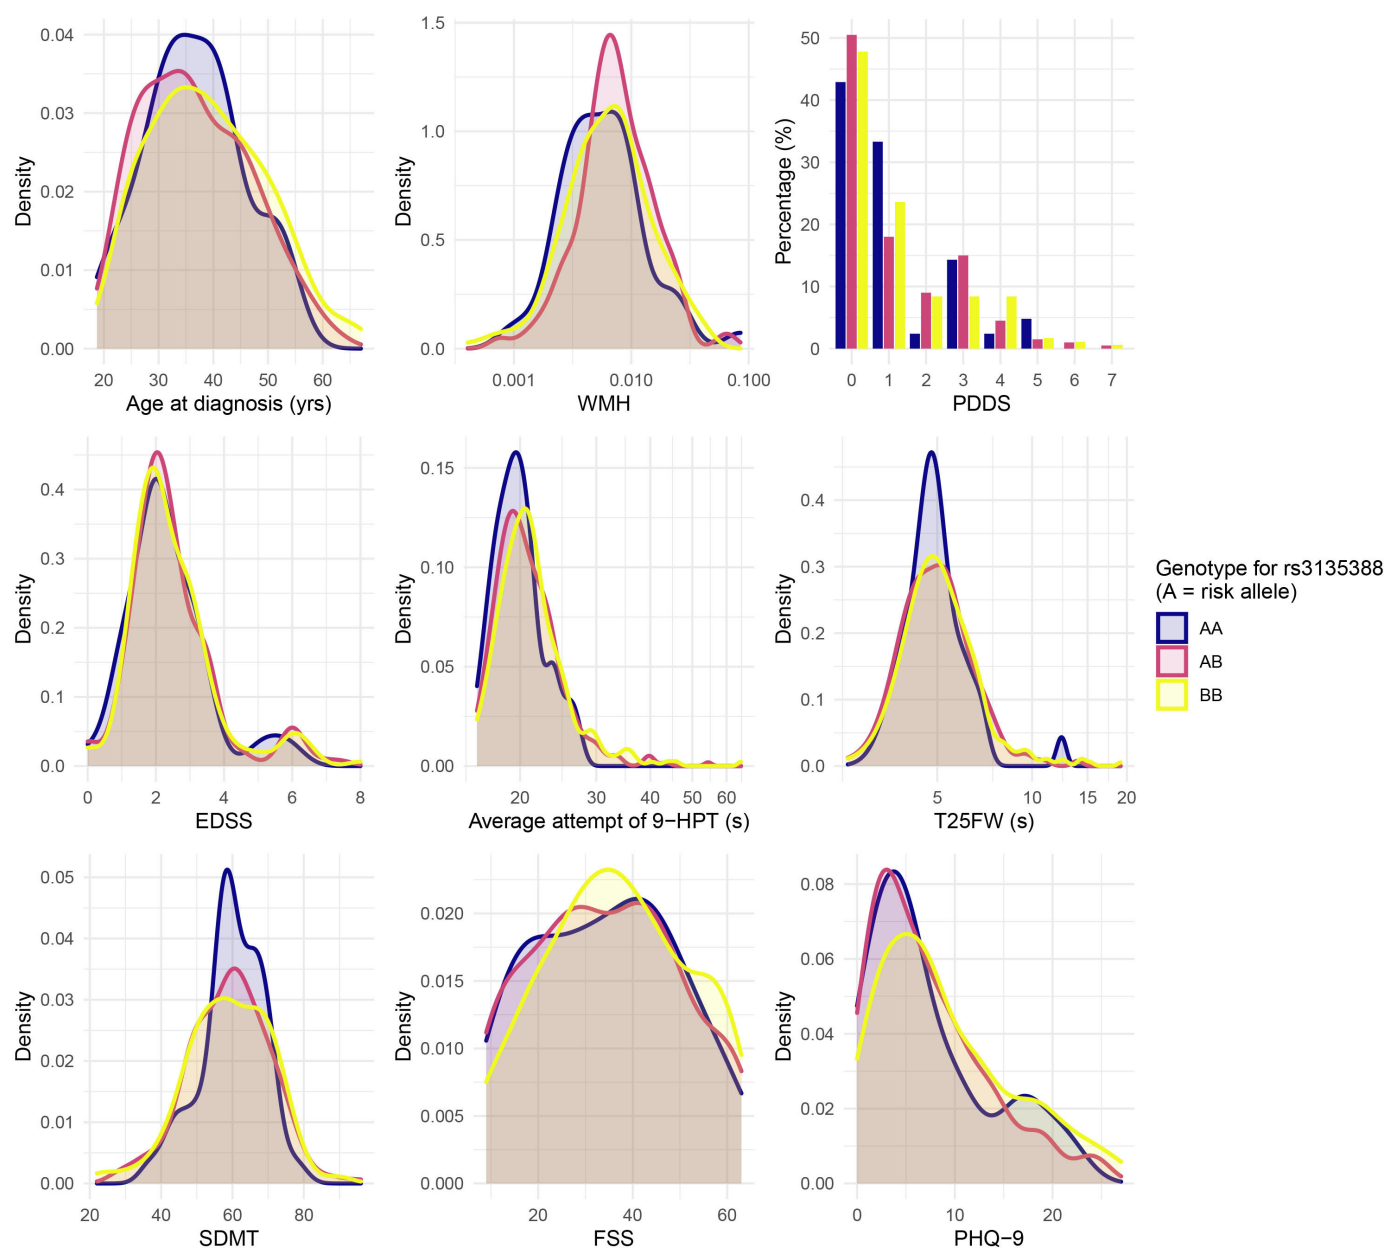 0.04
0.03
0.02
0.01
0.00
Density
20 30 40 50 60
Age at diagnosis (yrs)
1.5
1.0
0.5
0.0
Density
0.001 0.010 0.100
WMH
50
40
30
20
10
0
Percentage (%)
0 1 2 3 4 5 6 7
PDDS
0.4
0.3
0.2
0.1
0.0
Density
0 2 4 6 8
EDSS
0.15
0.10
0.05
0.00
Density
20 30 40 50 60
Average attempt of 9−HPT (s)
0.4
0.3
0.2
0.1
0.0
Density
5 10 15 20
T25FW (s)
Genotype for rs3135388
(A = risk allele)
AA
AB
BB
0.05
0.04
0.03
0.02
0.01
0.00
Density
20 40 60 80
SDMT
0.020
0.015
0.010
0.005
0.000
Density
20 40 60
FSS
0.08
0.06
0.04
0.02
0.00
Density
0 10 20
PHQ−9